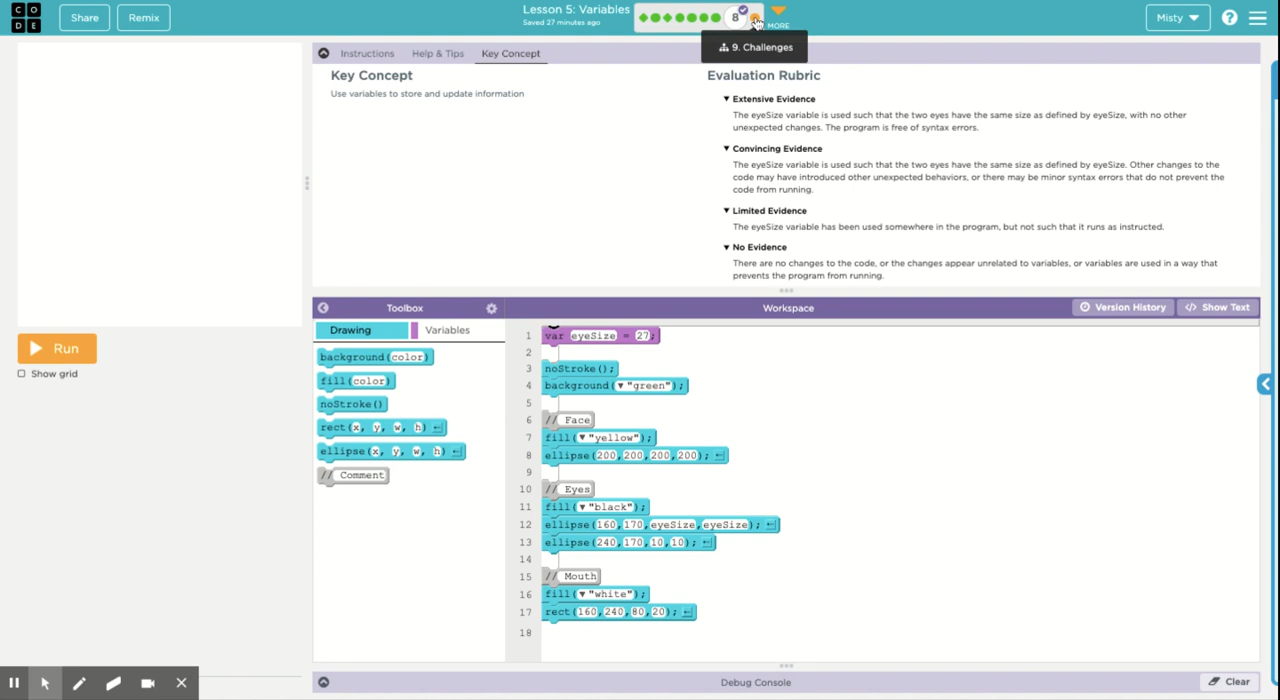 CODE
Share
Remix
Lesson 5: Variables
Saved 27 minutes ago
8
MORE
Misty
?
9. Challenges
Instructions
Help & Tips
Key Concept
Key Concept
Use variables to store and update information
Evaluation Rubric
Extensive Evidence
The eyeSize variable is used such that the two eyes have the same size as defined by eyeSize, with no other
unexpected changes. The program is free of syntax errors.
Convincing Evidence
The eyeSize variable is used such that the two eyes have the same size as defined by eyeSize. Other changes to the
code may have introduced other unexpected behaviors, or there may be minor syntax errors that do not prevent the
code from running.
Limited Evidence
The eyeSize variable has been used somewhere in the program, but not such that it runs as instructed.
No Evidence
There are no changes to the code, or the changes appear unrelated to variables, or variables are used in a way that
prevents the program from running.
Run
Show grid
Toolbox
Workspace
Version History
</> Show Text
Drawing
Variables
background(color)
fill(color)
noStroke()
rect(x, y, w, h)
ellipse(x, y, w, h)
// Comment
1 var eyeSize = 27;
2
3 noStroke();
4 background("green");
5
6 // Face
7 fill("yellow");
8 ellipse(200,200,200,200);
9
10 // Eyes
11 fill("black");
12 ellipse(160,170,eyeSize,eyeSize);
13 ellipse(240,170,10,10);
14
15 // Mouth
16 fill("white");
17 rect(160,240,80,20);
18
Debug Console
Clear